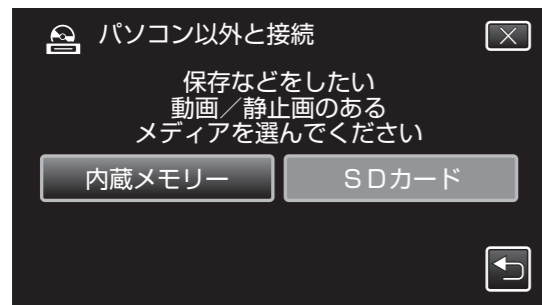 パソコン以外と接続
保存などをしたい
動画／静止画のある
メディアを選んでください
内蔵メモリー
ＳＤカード